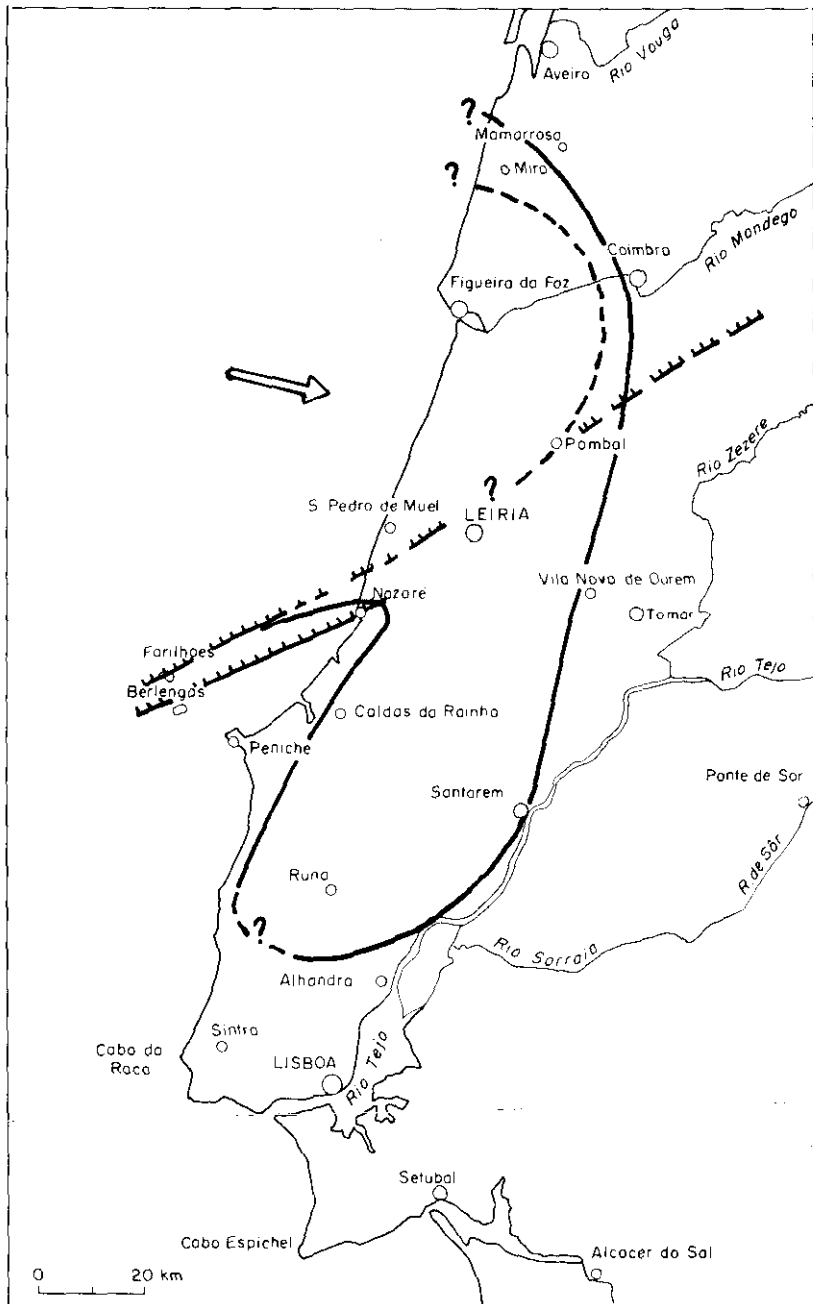 Aveiro
Rio Vouga
?
Mamarrosa
Mira
?
Coimbra
Rio Mondego
Figueira da Foz
Pombal
Rio Zezere
?
S. Pedro de Muel
LEIRIA
Nazaré
Vila Nova de Ourem
Tomar
Farilhões
Berlengas
Rio Tejo
Caldas da Rainha
Peniche
Ponte de Sor
Santarem
R. de Sôr
Runa
?
Rio Sorraia
Alhandra
Sintra
Cabo da
Roca
LISBOA
Rio Tejo
Setubal
Cabo Espichel
Alcacer do Sal
0 20 km